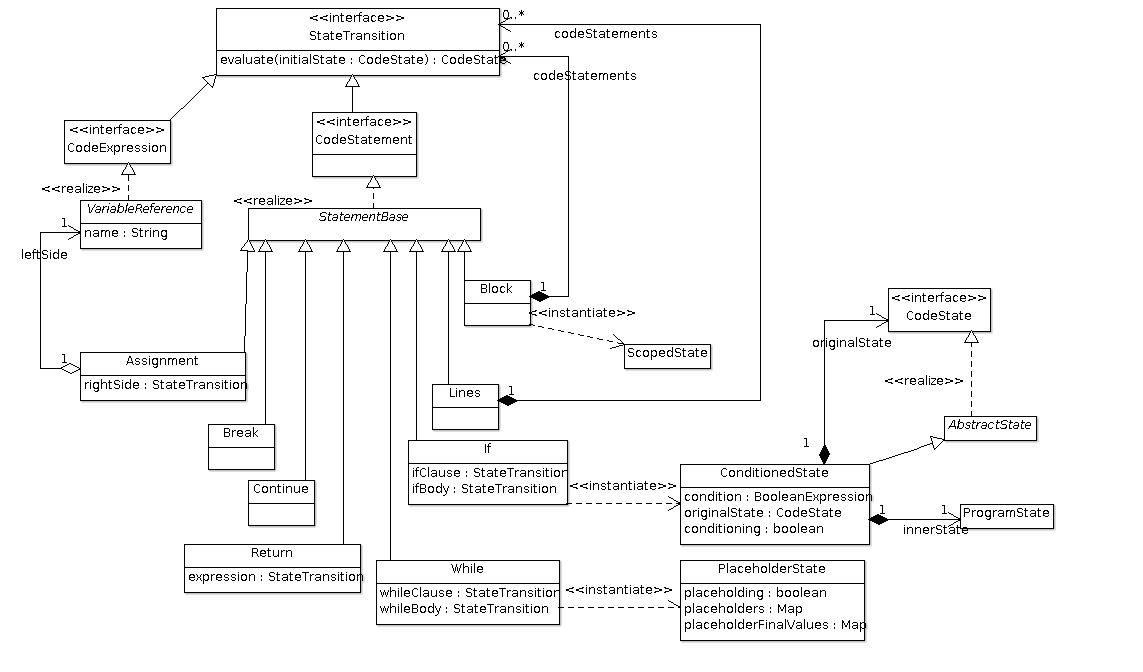 <<interface>>
StateTransition
evaluate(initialState : CodeState) : CodeState
0..*
codeStatements
0..*
codeStatements
<<interface>>
CodeExpression
<<interface>>
CodeStatement
<<realize>>
VariableReference
name : String
1
leftSide
<<realize>>
StatementBase
Block
1
<<instantiate>>
ScopedState
<<interface>>
CodeState
1
originalState
<<realize>>
AbstractState
1
Assignment
rightSide : StateTransition
Lines
1
Break
If
ifClause : StateTransition
ifBody : StateTransition
<<instantiate>>
1
ConditionedState
condition : BooleanExpression
originalState : CodeState
conditioning : boolean
1
1
innerState
ProgramState
Continue
Return
expression : StateTransition
While
whileClause : StateTransition
whileBody : StateTransition
<<instantiate>>
PlaceholderState
placeholding : boolean
placeholders : Map
placeholderFinalValues : Map